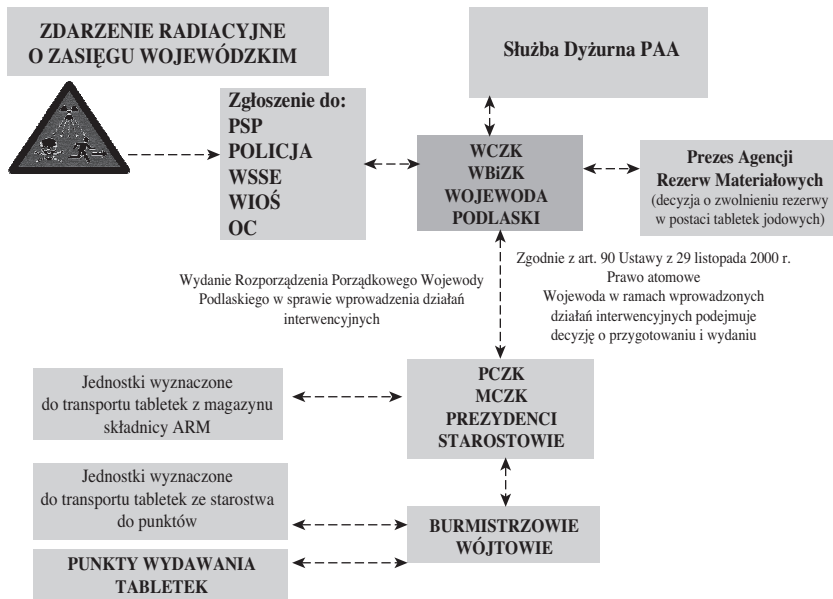 ZDARZENIE RADIACYJNE
O ZASIĘGU WOJEWÓDZKIM
Służba Dyżurna PAA
Zgłoszenie do:
PSP
POLICJA
WSSE
WIOŚ
OC
WCZK
WBiZK
WOJEWODA
PODLASKI
Prezes Agencji
Rezerw Materiałowych
(decyzja o zwolnieniu rezerwy
w postaci tabletek jodowych)
Wydanie Rozporządzenia Porządkowego Wojewody
Podlaskiego w sprawie wprowadzenia działań
interwencyjnych
Zgodnie z art. 90 Ustawy z 29 listopada 2000 r.
Prawo atomowe
Wojewoda w ramach wprowadzonych
działań interwencyjnych podejmuje
decyzję o przygotowaniu i wydaniu
Jednostki wyznaczone
do transportu tabletek z magazynu
składnicy ARM
PCZK
MCZK
PREZYDENCI
STAROSTOWIE
Jednostki wyznaczone
do transportu tabletek ze starostwa
do punktów
BURMISTRZOWIE
WÓJTOWIE
PUNKTY WYDAWANIA
TABLETEK